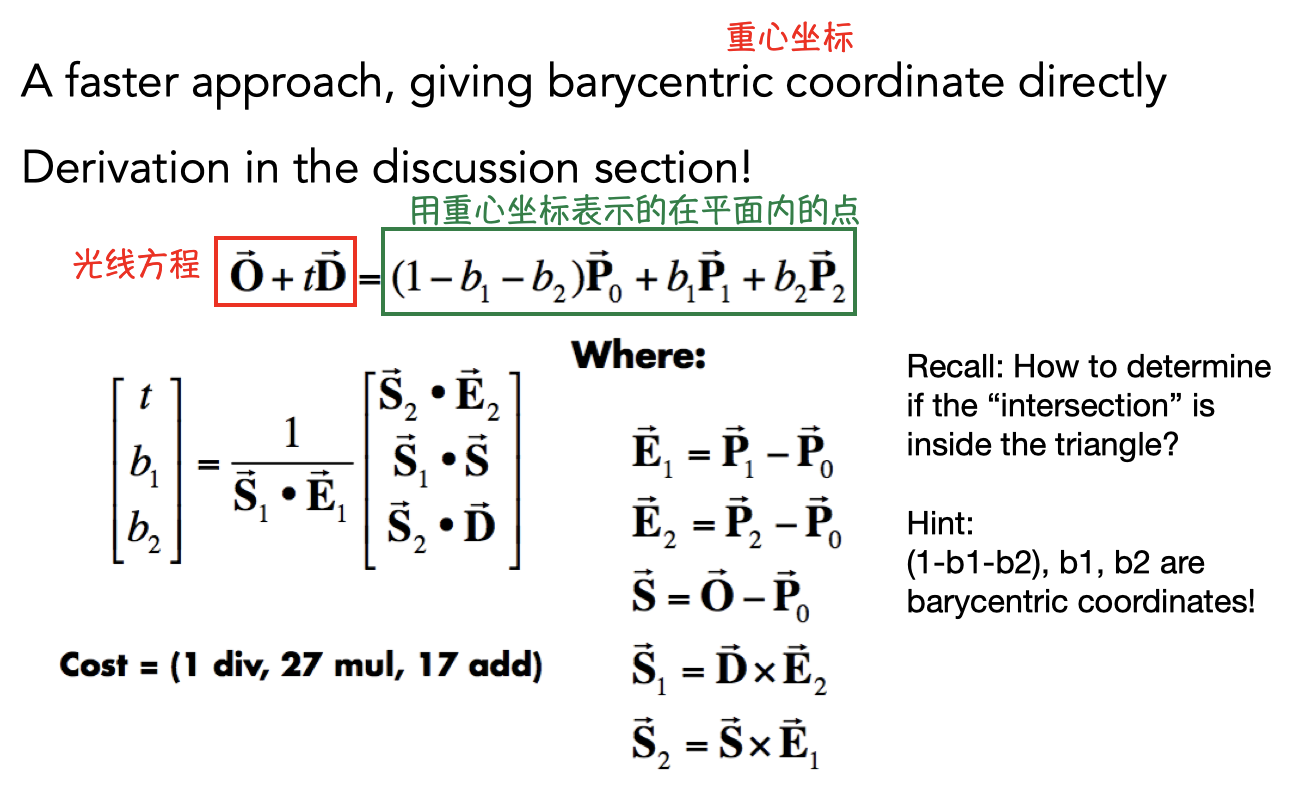 重心坐标
A faster approach, giving barycentric coordinate directly
Derivation in the discussion section!
用重心坐标表示的在平面内的点
光线方程
$\vec{\mathbf{O}} + t\vec{\mathbf{D}} = (1 - b_1 - b_2)\vec{\mathbf{P}}_0 + b_1\vec{\mathbf{P}}_1 + b_2\vec{\mathbf{P}}_2$
$\begin{bmatrix} t \\ b_1 \\ b_2 \end{bmatrix} = \frac{1}{\vec{\mathbf{S}}_1 \bullet \vec{\mathbf{E}}_1} \begin{bmatrix} \vec{\mathbf{S}}_2 \bullet \vec{\mathbf{E}}_2 \\ \vec{\mathbf{S}}_1 \bullet \vec{\mathbf{S}} \\ \vec{\mathbf{S}}_2 \bullet \vec{\mathbf{D}} \end{bmatrix}$
Cost = (1 div, 27 mul, 17 add)
Where:
$\vec{\mathbf{E}}_1 = \vec{\mathbf{P}}_1 - \vec{\mathbf{P}}_0$
$\vec{\mathbf{E}}_2 = \vec{\mathbf{P}}_2 - \vec{\mathbf{P}}_0$
$\vec{\mathbf{S}} = \vec{\mathbf{O}} - \vec{\mathbf{P}}_0$
$\vec{\mathbf{S}}_1 = \vec{\mathbf{D}} \times \vec{\mathbf{E}}_2$
$\vec{\mathbf{S}}_2 = \vec{\mathbf{S}} \times \vec{\mathbf{E}}_1$
Recall: How to determine
if the “intersection” is
inside the triangle?
Hint:
(1-b1-b2), b1, b2 are
barycentric coordinates!